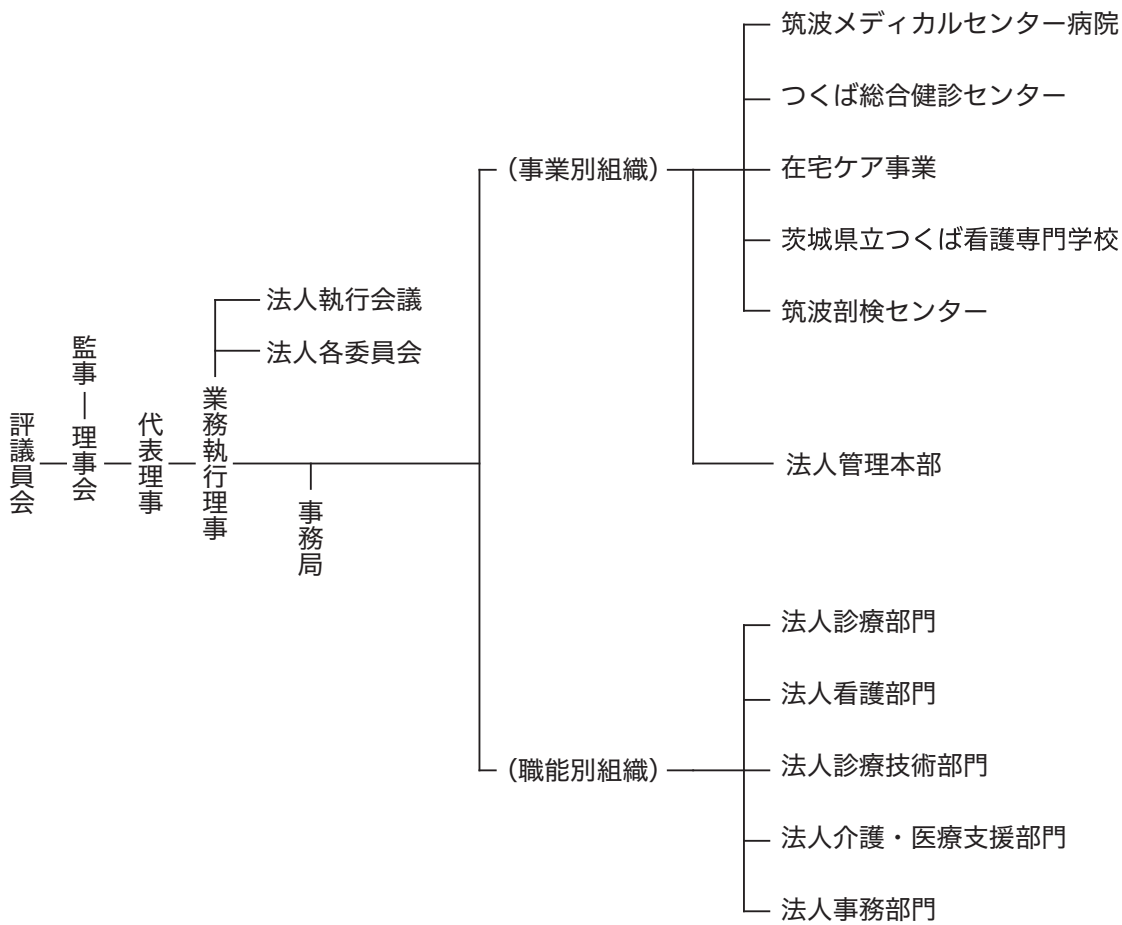 評議員会
監事
理事会
代表理事
業務執行理事
法人執行会議
法人各委員会
事務局
（事業別組織）
筑波メディカルセンター病院
つくば総合健診センター
在宅ケア事業
茨城県立つくば看護専門学校
筑波剖検センター
法人管理本部
（職能別組織）
法人診療部門
法人看護部門
法人診療技術部門
法人介護・医療支援部門
法人事務部門